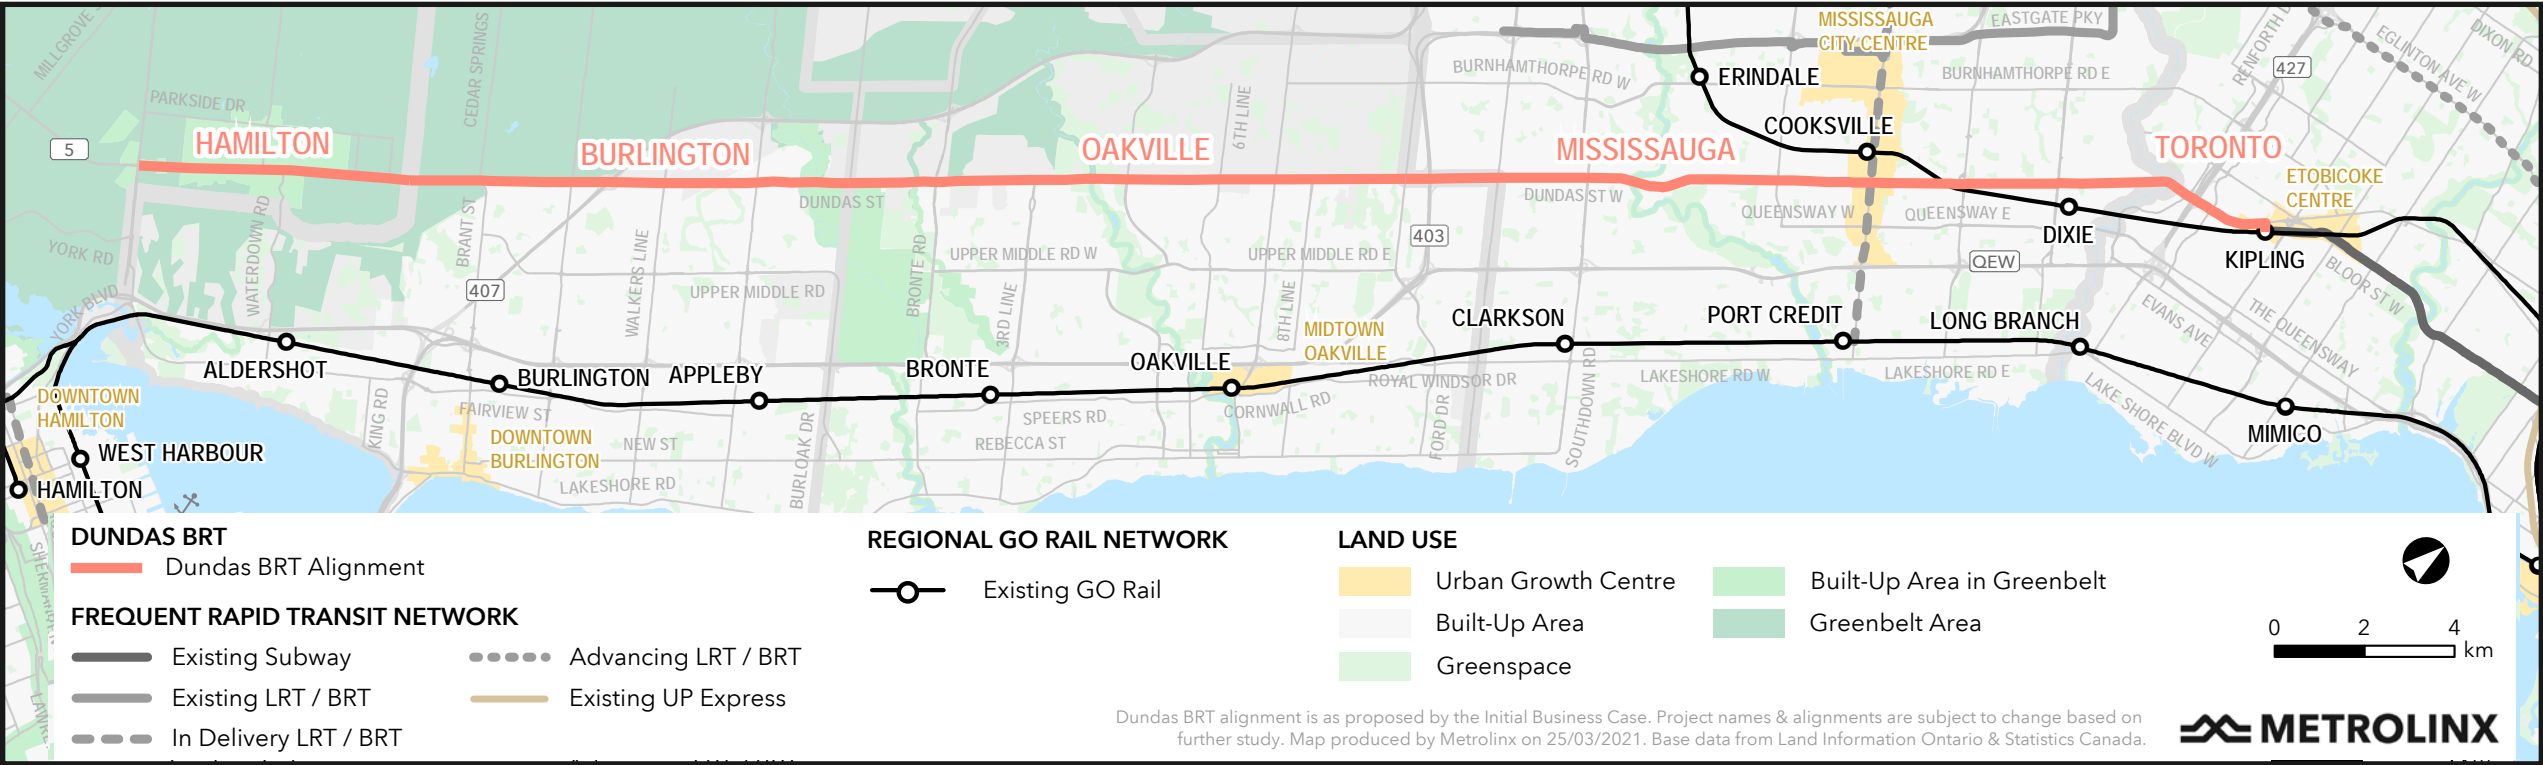 MILLGROVE S
PARKSIDE DR
CEDAR SPRINGS
5
HAMILTON
BURLINGTON
OAKVILLE
6TH LINE
BURNHAMTHORPE RD W
MISSISSAUGA
ERINDALE
COOKSVILLE
MISSISSAUGA
CITY CENTRE
EASTGATE PKY
BURNHAMTHORPE RD E
RENFORTH
427
EGLINTON AVE W
DIXON RD
TORONTO
ETOBICOKE
CENTRE
YORK RD
WATERDOWN RD
BRANT ST
407
WALKERS LINE
UPPER MIDDLE RD
DUNDAS ST
BRONTE RD
UPPER MIDDLE RD W
3RD LINE
UPPER MIDDLE RD E
8TH LINE
403
DUNDAS ST W
QUEENSWAY W
QUEENSWAY E
QEW
DIXIE
KIPLING
BLOOR ST W
THE QUEENSWAY
EVANS AVE
YORK BLVD
ALDERSHOT
BURLINGTON
APPLEBY
BRONTE
OAKVILLE
MIDTOWN
OAKVILLE
CLARKSON
PORT CREDIT
LONG BRANCH
DOWNTOWN
HAMILTON
WEST HARBOUR
HAMILTON
KING RD
FAIRVIEW ST
DOWNTOWN
BURLINGTON
NEW ST
LAKESHORE RD
BURLOAK DR
SPEERS RD
REBECCA ST
CORNWALL RD
ROYAL WINDSOR DR
FORD DR
SOUTHDOWN RD
LAKESHORE RD W
LAKESHORE RD E
LAKE SHORE BLVD W
MIMICO
DUNDAS BRT
Dundas BRT Alignment
FREQUENT RAPID TRANSIT NETWORK
Existing Subway
Existing LRT / BRT
In Delivery LRT / BRT
Advancing LRT / BRT
Existing UP Express
REGIONAL GO RAIL NETWORK
Existing GO Rail
LAND USE
Urban Growth Centre
Built-Up Area
Greenspace
Built-Up Area in Greenbelt
Greenbelt Area
0 2 4
km
Dundas BRT alignment is as proposed by the Initial Business Case. Project names & alignments are subject to change based on
further study. Map produced by Metrolinx on 25/03/2021. Base data from Land Information Ontario & Statistics Canada.
METROLINX